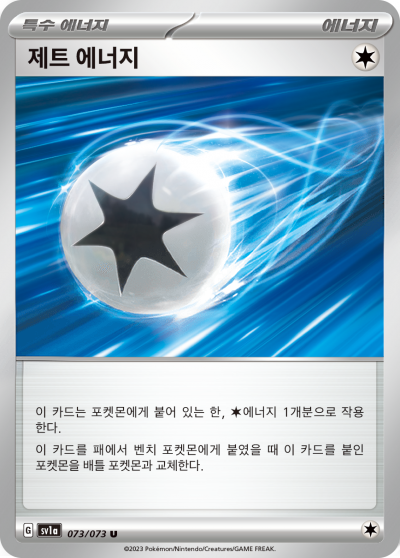 특수 에너지
에너지
제트 에너지
이 카드는 포켓몬에게 붙어 있는 한, 에너지 1개분으로 작용
한다.
이 카드를 패에서 벤치 포켓몬에게 붙였을 때 이 카드를 붙인
포켓몬을 배틀 포켓몬과 교체한다.
G sv1a 073/073 U
©2023 Pokémon/Nintendo/Creatures/GAME FREAK.